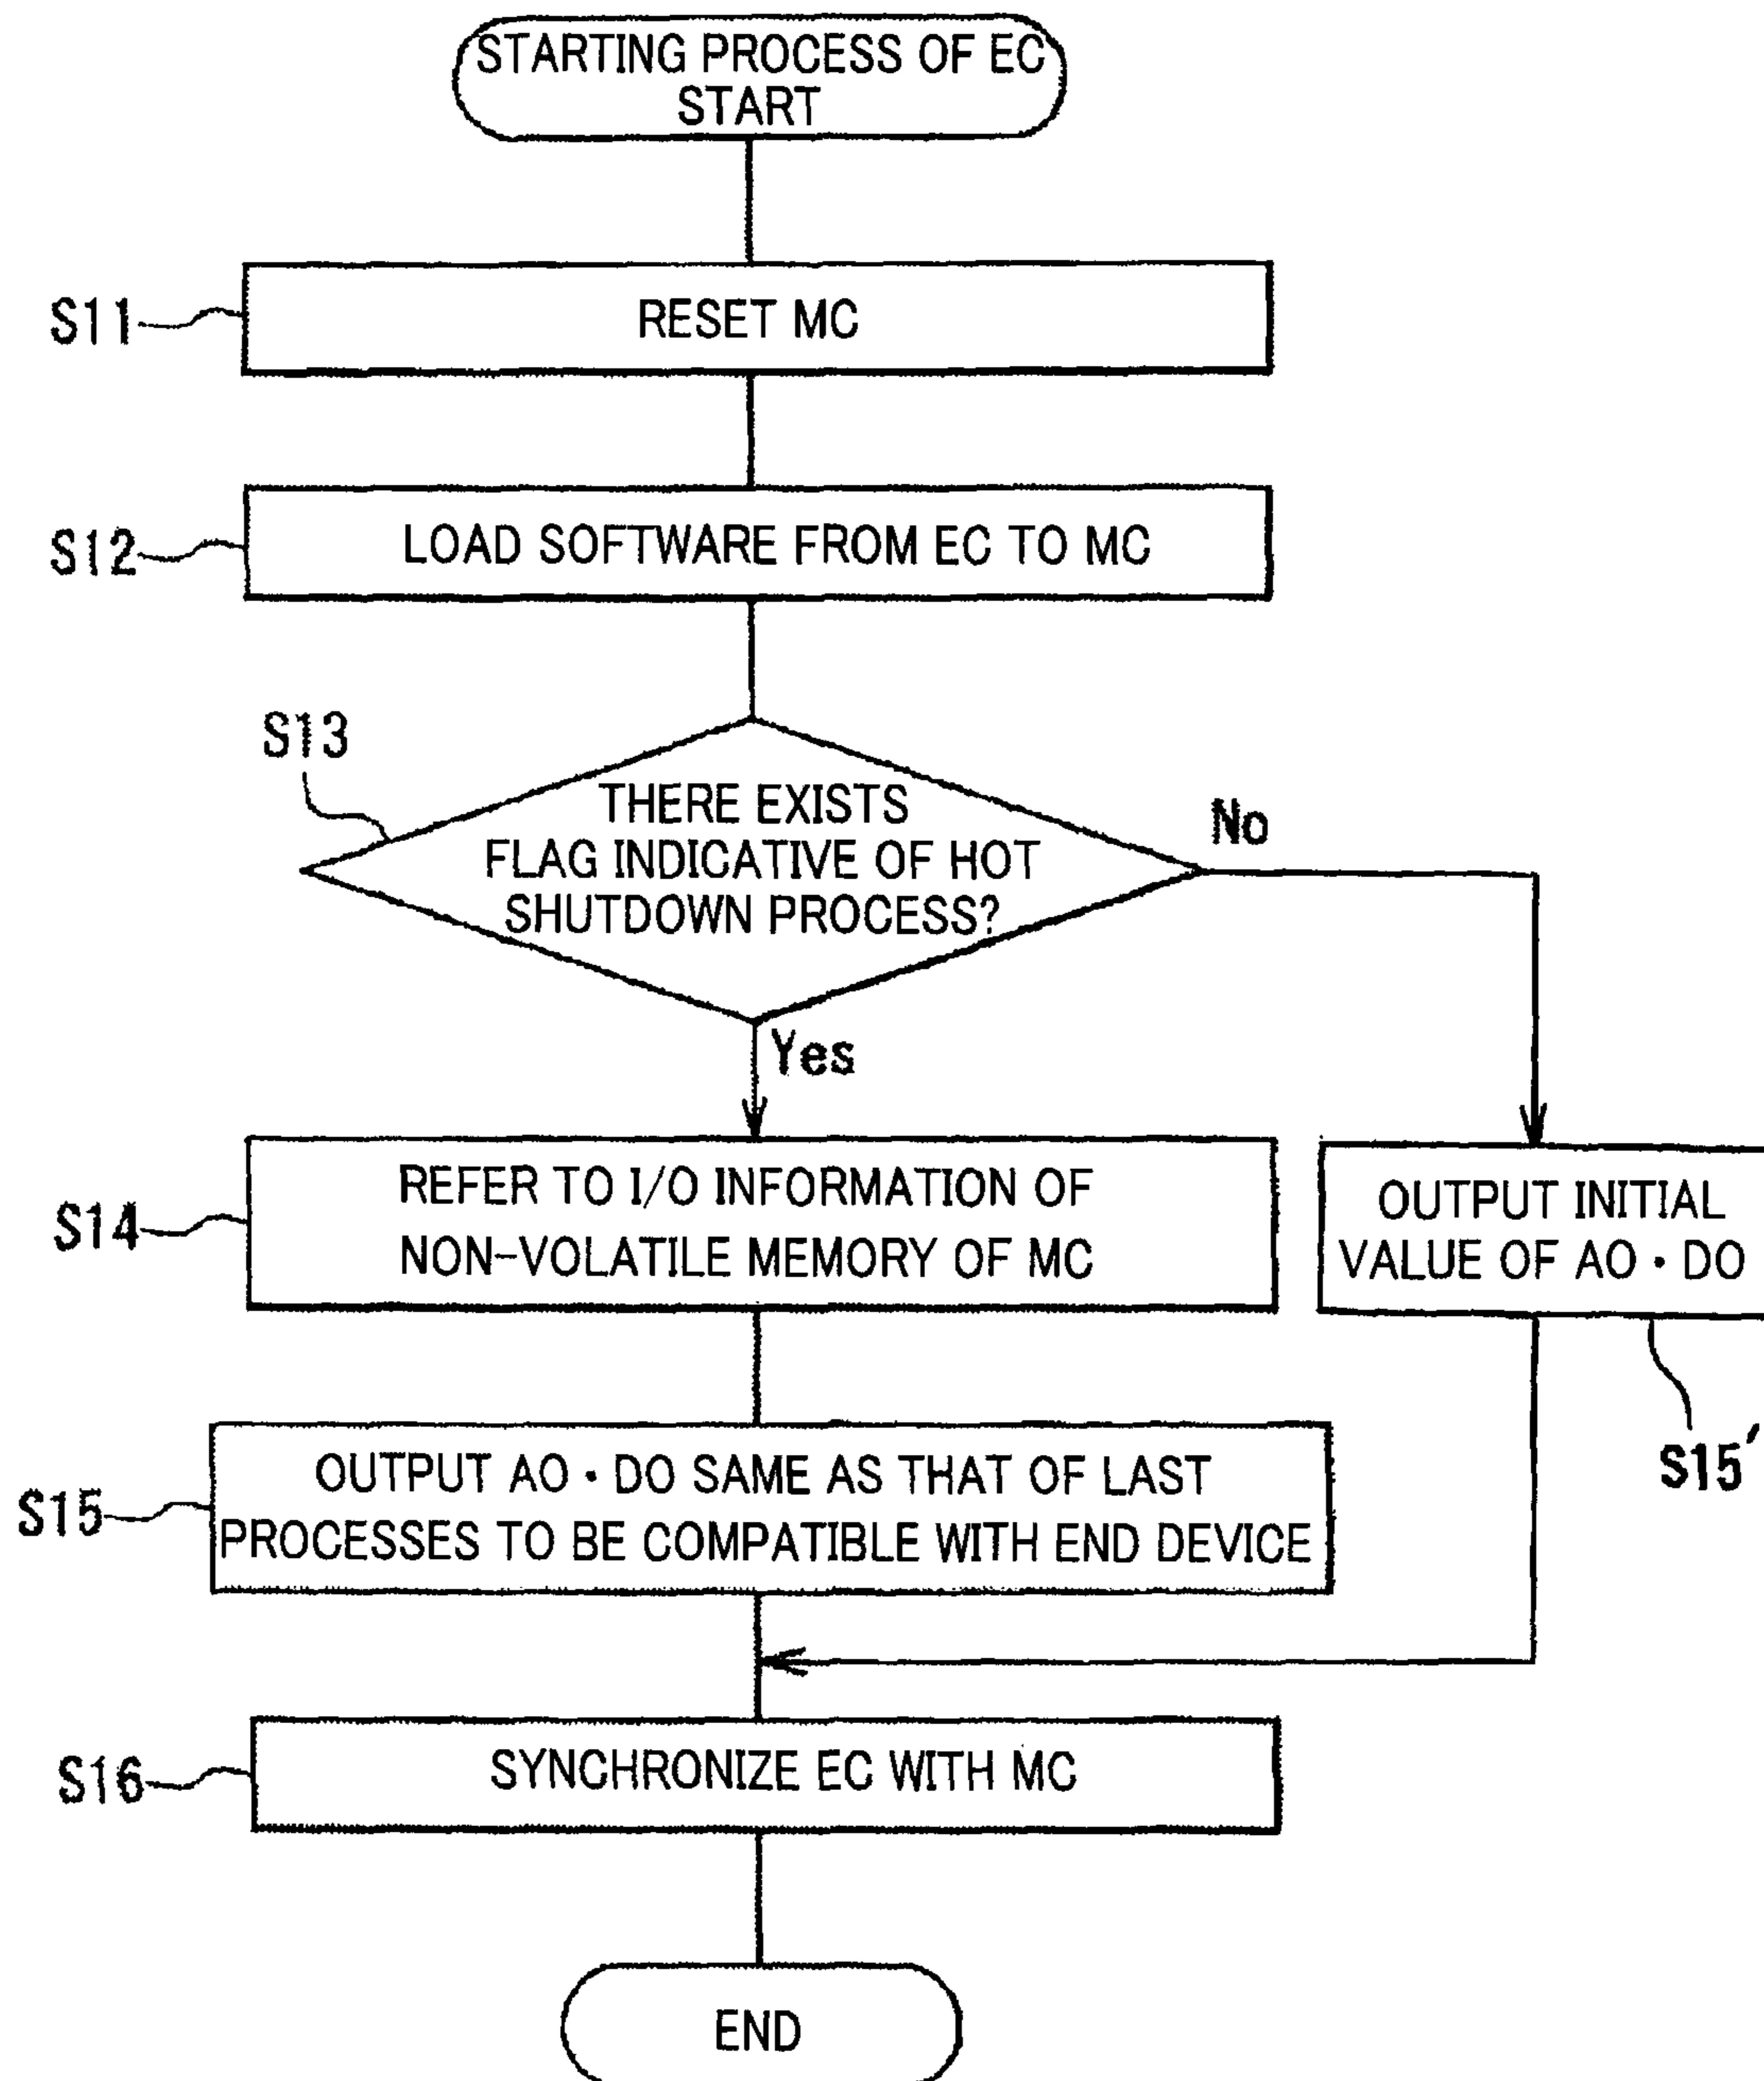 STARTING PROCESS OF EC
START
S11
RESET MC
S12
LOAD SOFTWARE FROM EC TO MC
S13
THERE EXISTS
FLAG INDICATIVE OF HOT
SHUTDOWN PROCESS?
No
Yes
S14
REFER TO I/O INFORMATION OF
NON-VOLATILE MEMORY OF MC
OUTPUT INITIAL
VALUE OF AO・DO
S15'
S15
OUTPUT AO・DO SAME AS THAT OF LAST
PROCESSES TO BE COMPATIBLE WITH END DEVICE
S16
SYNCHRONIZE EC WITH MC
END